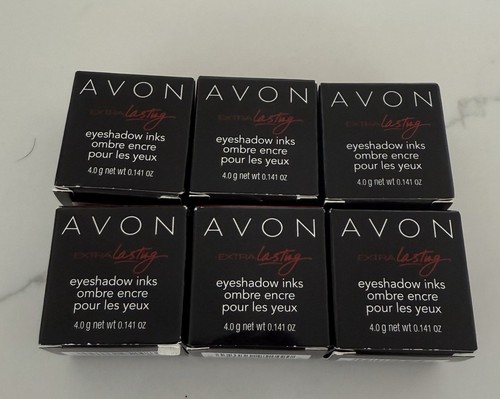 AVON
EXTRA lasting
eyeshadow inks
ombre encre
pour les yeux
4.0 g net wt 0.141 oz
AVON
EXTRA lasting
eyeshadow inks
ombre encre
pour les yeux
4.0 g net wt 0.141 oz
AVON
EXTRA lasting
eyeshadow inks
ombre encre
pour les yeux
4.0 g net wt 0.141 oz
AVON
EXTRA lasting
eyeshadow inks
ombre encre
pour les yeux
4.0 g net wt 0.141 oz
AVON
EXTRA lasting
eyeshadow inks
ombre encre
pour les yeux
4.0 g net wt 0.141 oz
AVON
EXTRA lasting
eyeshadow inks
ombre encre
pour les yeux
4.0 g net wt 0.141 oz